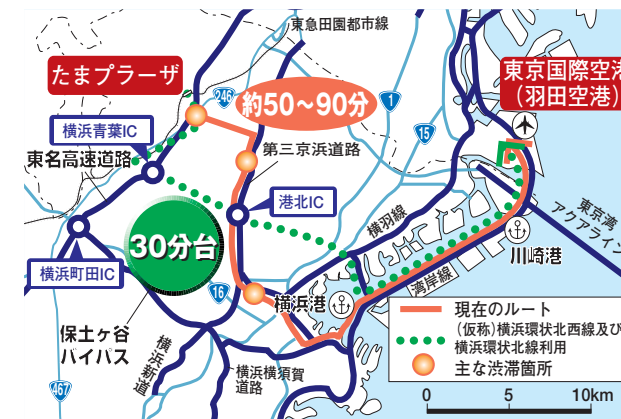 東急田園都市線
たまプラーザ
東京国際空港
(羽田空港)
246
約50～90分
1
15
横浜青葉IC
東名高速道路
第三京浜道路
港北IC
横羽線
東京湾
アクアライン
30分台
川崎港
湾岸線
横浜町田IC
16
横浜港
保土ヶ谷
バイパス
横浜新道
横浜横須賀
道路
467
現在のルート
(仮称)横浜環状北西線及び
横浜環状北線利用
主な渋滞箇所
0 5 10km